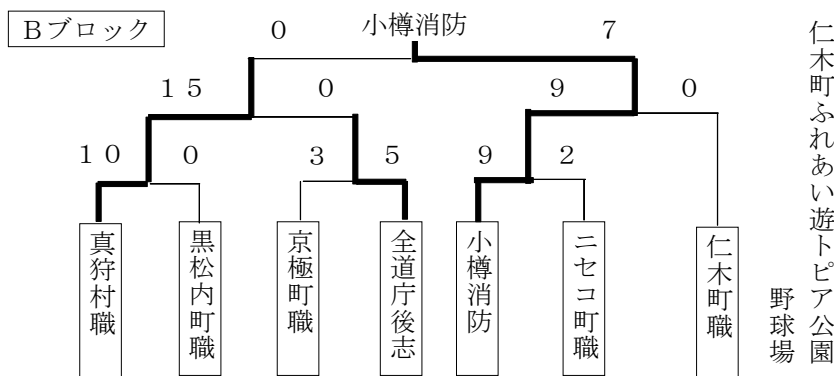 Ｂブロック
０
小樽消防
７
１５
０
９
０
１０
０
３
５
９
２
真狩村職
黒松内町職
京極町職
全道庁後志
小樽消防
ニセコ町職
仁木町職
仁木町ふれあい遊トピア公園
野球場